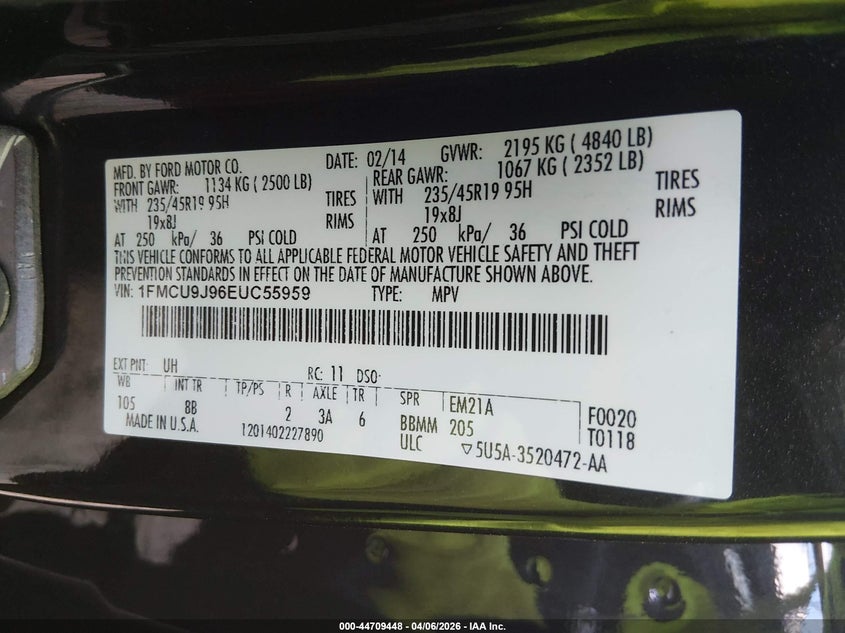 MFD. BY FORD MOTOR CO.
DATE: 02/14 GVWR: 2195 KG ( 4840 LB)
FRONT GAWR: 1134 KG ( 2500 LB)
REAR GAWR: 1067 KG ( 2352 LB)
WITH 235/45R19 95H TIRES
WITH 235/45R19 95H TIRES
19x8J RIMS
19x8J RIMS
AT 250 kPa/ 36 PSI COLD
AT 250 kPa/ 36 PSI COLD
THIS VEHICLE CONFORMS TO ALL APPLICABLE FEDERAL MOTOR VEHICLE SAFETY AND THEFT
PREVENTION STANDARDS IN EFFECT ON THE DATE OF MANUFACTURE SHOWN ABOVE.
VIN: 1FMCU9J96EUC55959 TYPE: MPV
EXT PNT: UH RC: 11 DSO:
WB INT TR TP/PS R AXLE TR SPR EM21A
105 8B 2 3A 6 BBMM 205 F0020
MADE IN U.S.A. 1201402227890 ULC ▽5U5A-3520472-AA T0118
000-44709448 - 04/06/2026 - IAA Inc.